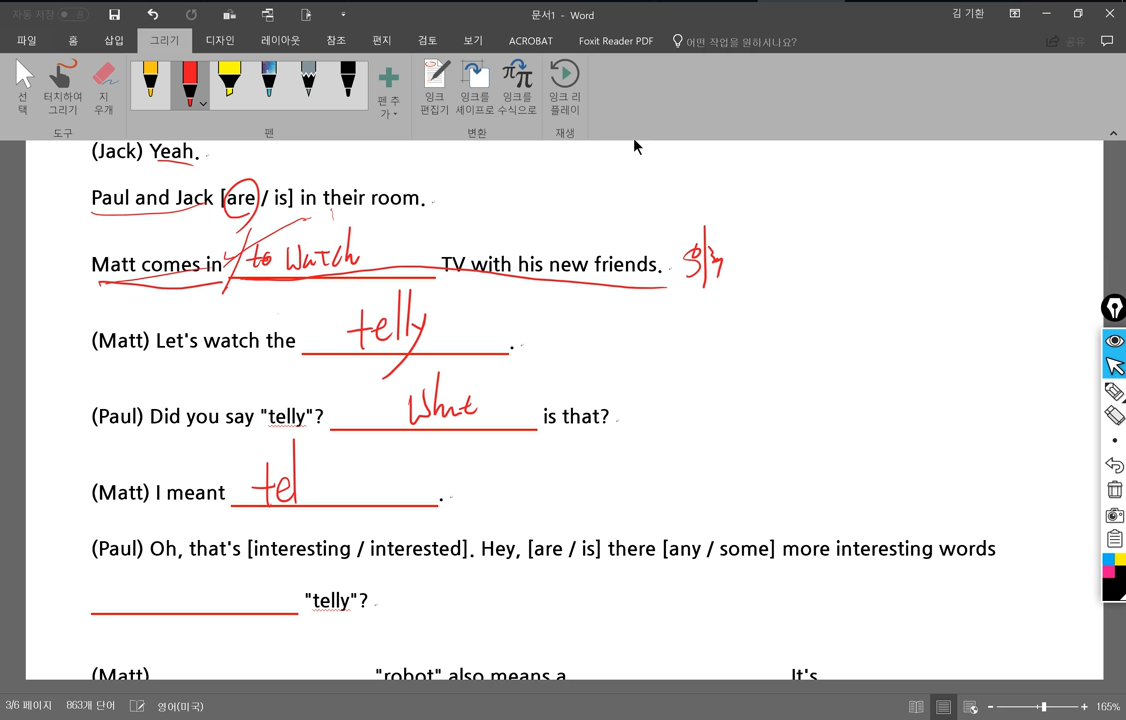 자동 저장 끔 문서1 - Word 김 기환
파일 홈 삽입 그리기 디자인 레이아웃 참조 편지 검토 보기 ACROBAT Foxit Reader PDF 어떤 작업을 원하시나요? 공유
선택 터치하여 그리기 지우개 펜 추가 잉크 편집기 잉크를 셰이프로 잉크를 수식으로 잉크 리플레이
도구 펜 변환 재생
(Jack) Yeah.
Paul and Jack [are / is] in their room.
Matt comes in to watch TV with his new friends.
(Matt) Let's watch the telly.
(Paul) Did you say "telly"? What is that?
(Matt) I meant tel.
(Paul) Oh, that's [interesting / interested]. Hey, [are / is] there [any / some] more interesting words
"telly"?
(Matt) "robot" also means a It's
3/6 페이지 863개 단어 영어(미국) 165%